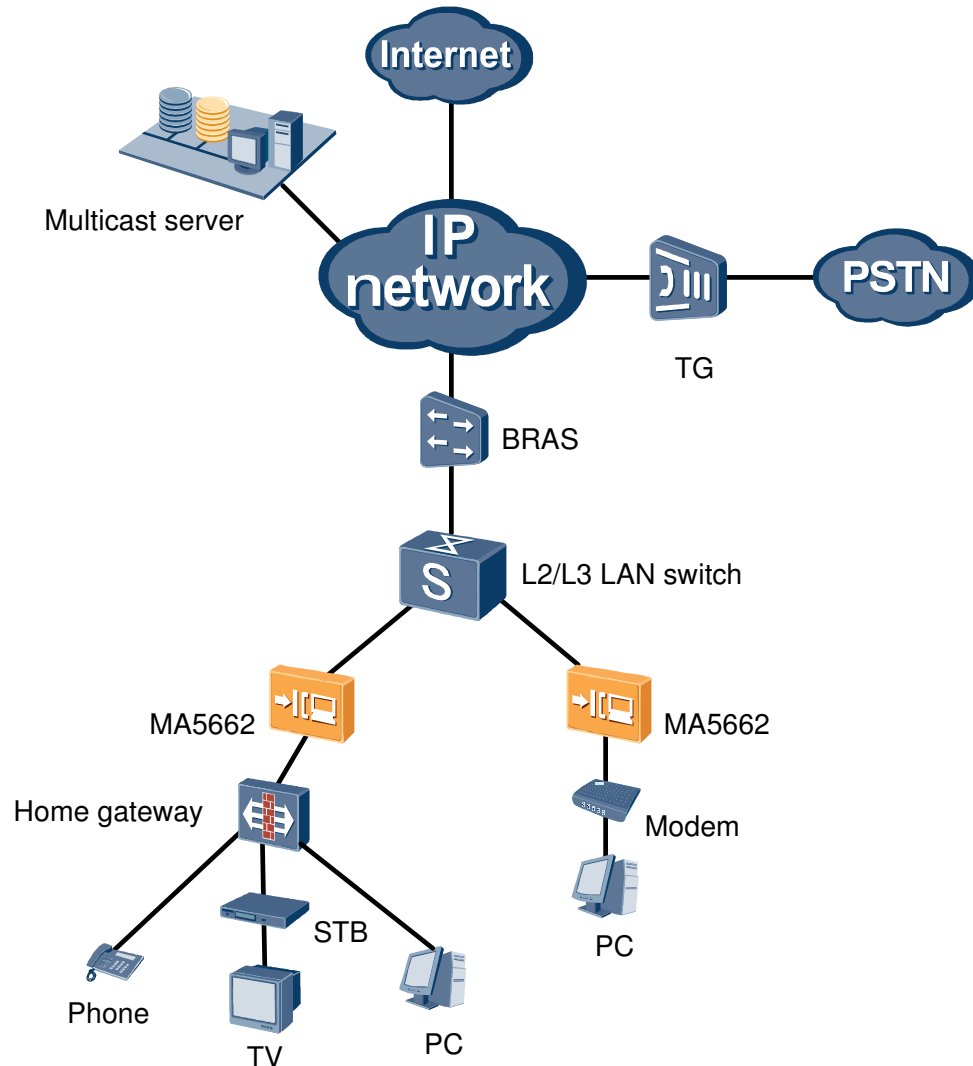 Internet
Multicast server
IP
network
PSTN
TG
BRAS
L2/L3 LAN switch
S
MA5662
MA5662
Home gateway
Modem
STB
PC
Phone
TV
PC